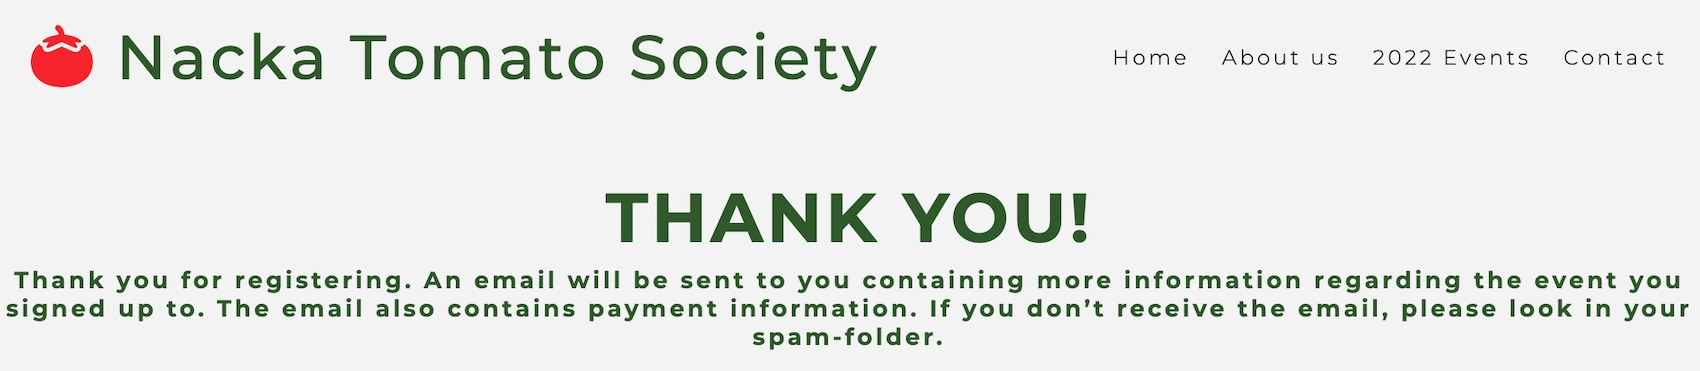 Nacka Tomato Society
Home About us 2022 Events Contact
THANK YOU!
Thank you for registering. An email will be sent to you containing more information regarding the event you
signed up to. The email also contains payment information. If you don’t receive the email, please look in your
spam-folder.